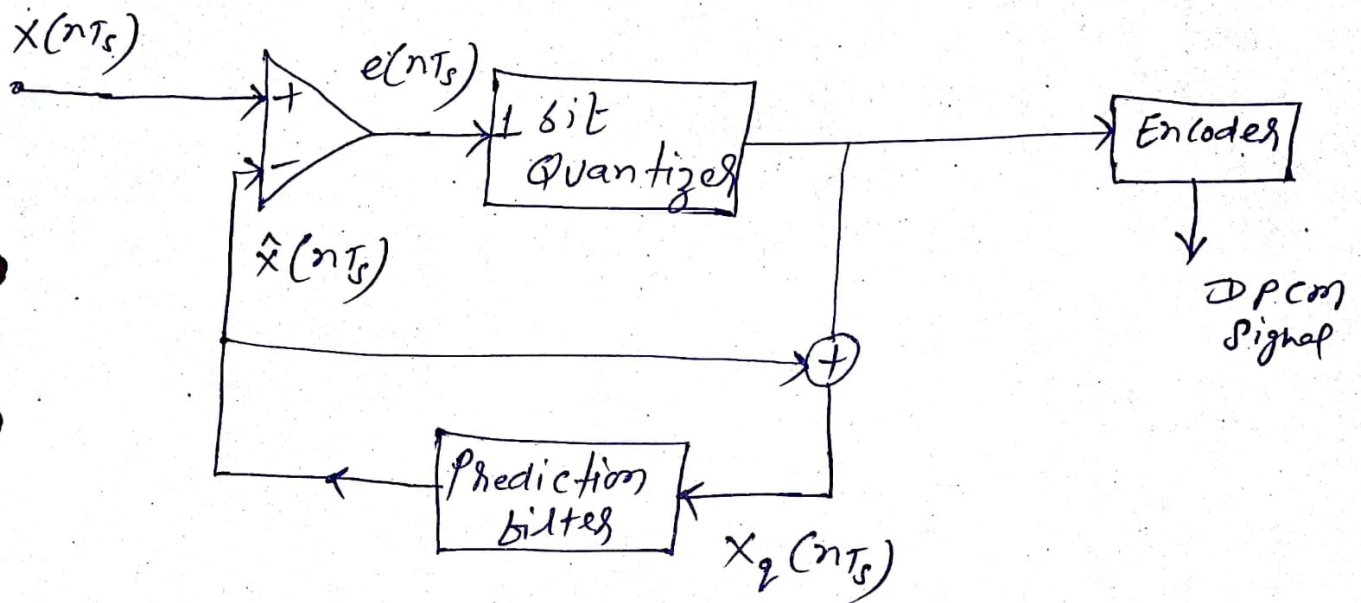 x(nTs)
e(nTs)
+
1 bit
Quantizer
Encoder
-
x̂(nTs)
DPCM
Signal
+
Prediction
filter
Xq(nTs)